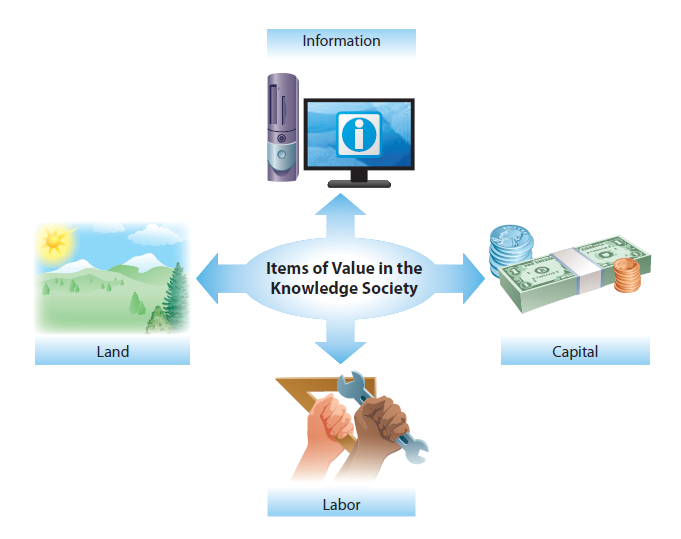 Information
Items of Value in the
Knowledge Society
Land
Capital
Labor